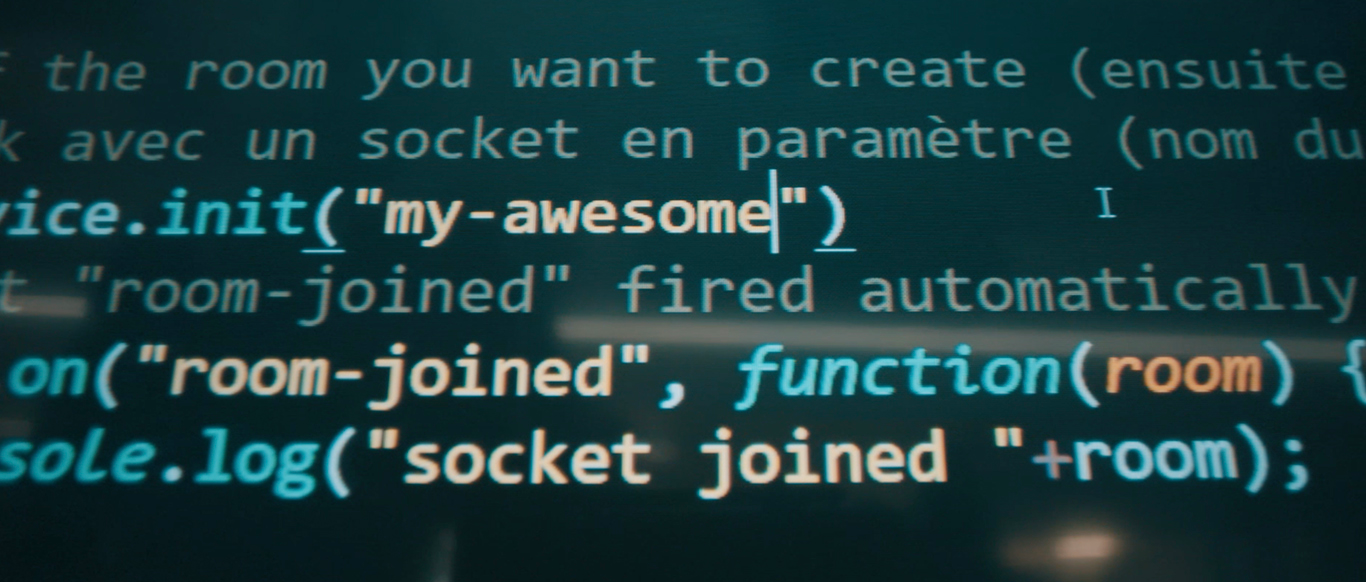 the room you want to create (ensuite
avec un socket en paramètre (nom du
ice.init("my-awesome")
"room-joined" fired automatically
on("room-joined", function(room) {
sole.log("socket joined "+room);